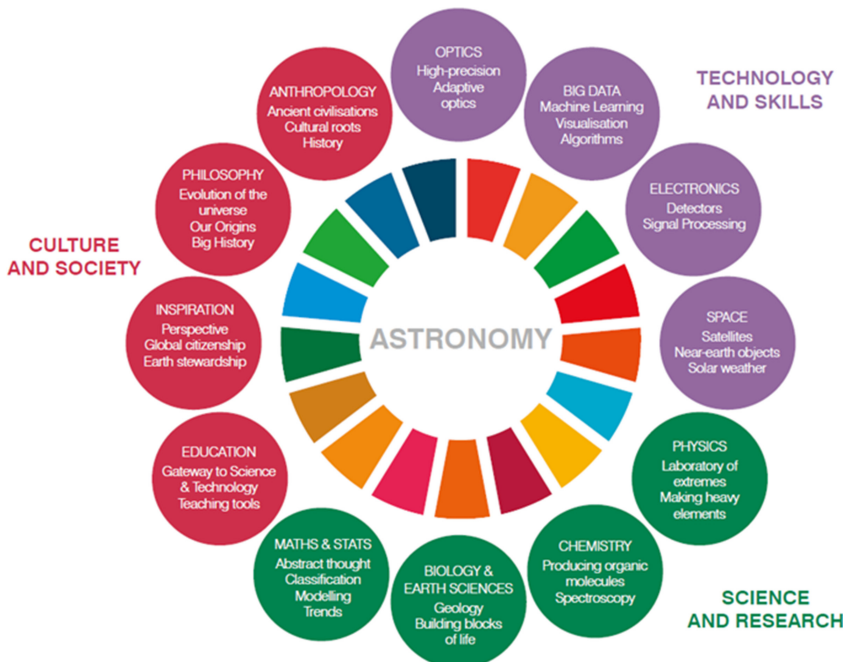 OPTICS
High-precision
Adaptive
optics
BIG DATA
Machine Learning
Visualisation
Algorithms
TECHNOLOGY
AND SKILLS
ELECTRONICS
Detectors
Signal Processing
SPACE
Satellites
Near-earth objects
Solar weather
PHYSICS
Laboratory of
extremes
Making heavy
elements
CHEMISTRY
Producing organic
molecules
Spectroscopy
SCIENCE
AND RESEARCH
BIOLOGY &
EARTH SCIENCES
Geology
Building blocks
of life
MATHS & STATS
Abstract thought
Classification
Modelling
Trends
EDUCATION
Gateway to Science
& Technology
Teaching tools
INSPIRATION
Perspective
Global citizenship
Earth stewardship
CULTURE
AND SOCIETY
PHILOSOPHY
Evolution of the
universe
Our Origins
Big History
ANTHROPOLOGY
Ancient civilisations
Cultural roots
History
ASTRONOMY